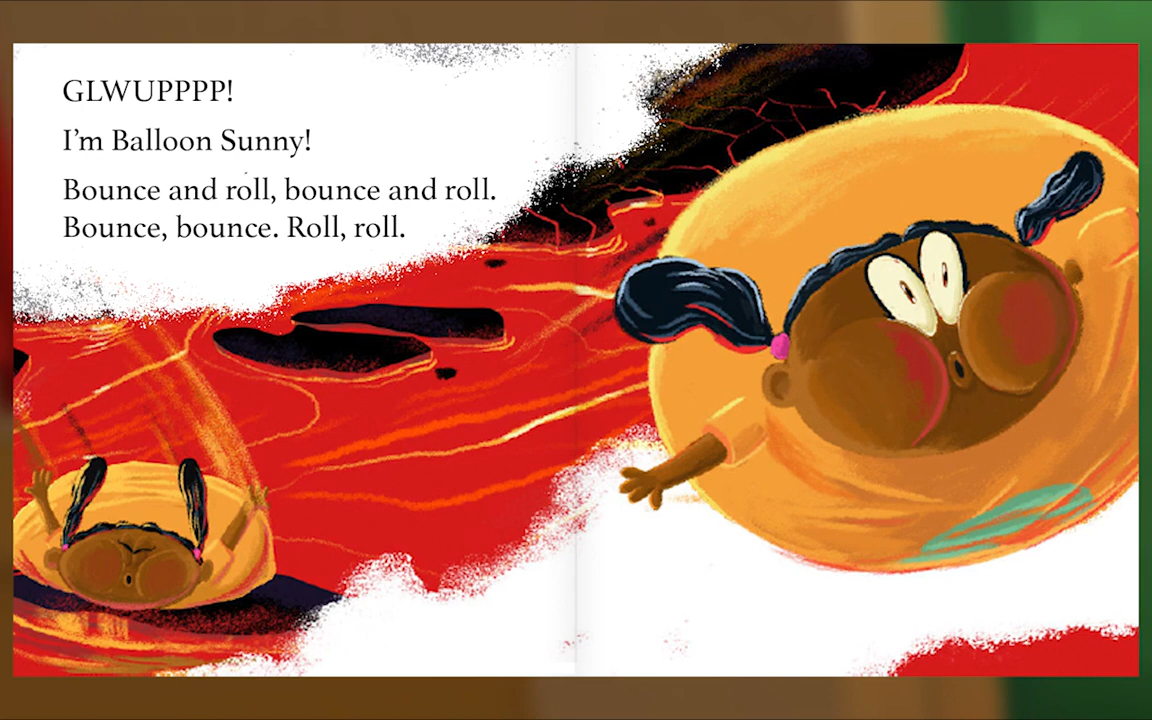 GLWUPPPP!
I’m Balloon Sunny!
Bounce and roll, bounce and roll.
Bounce, bounce. Roll, roll.